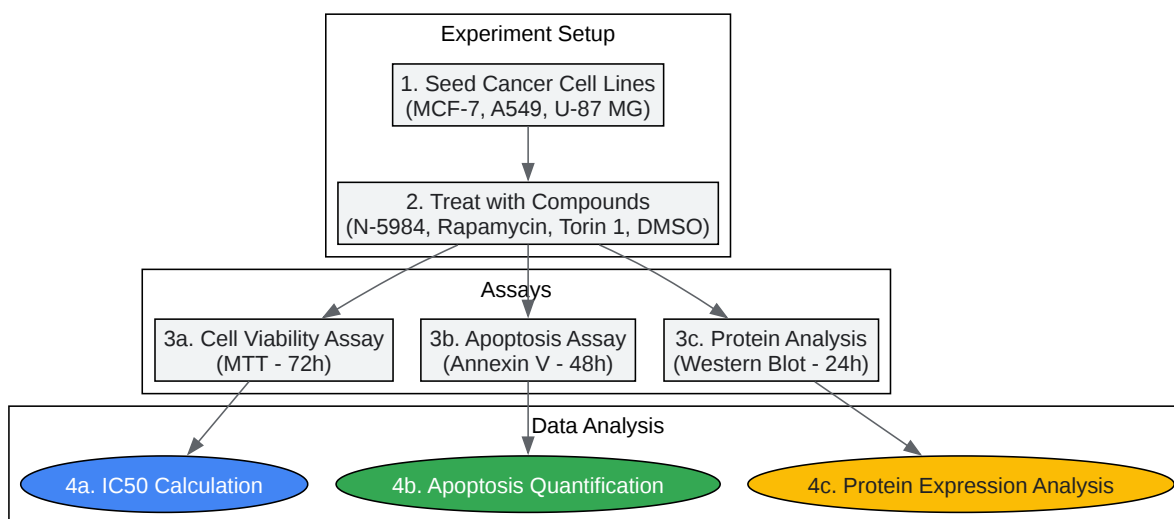 Experiment Setup
1. Seed Cancer Cell Lines
(MCF-7, A549, U-87 MG)
2. Treat with Compounds
(N-5984, Rapamycin, Torin 1, DMSO)
Assays
3a. Cell Viability Assay
(MTT - 72h)
3b. Apoptosis Assay
(Annexin V - 48h)
3c. Protein Analysis
(Western Blot - 24h)
Data Analysis
4a. IC50 Calculation
4b. Apoptosis Quantification
4c. Protein Expression Analysis